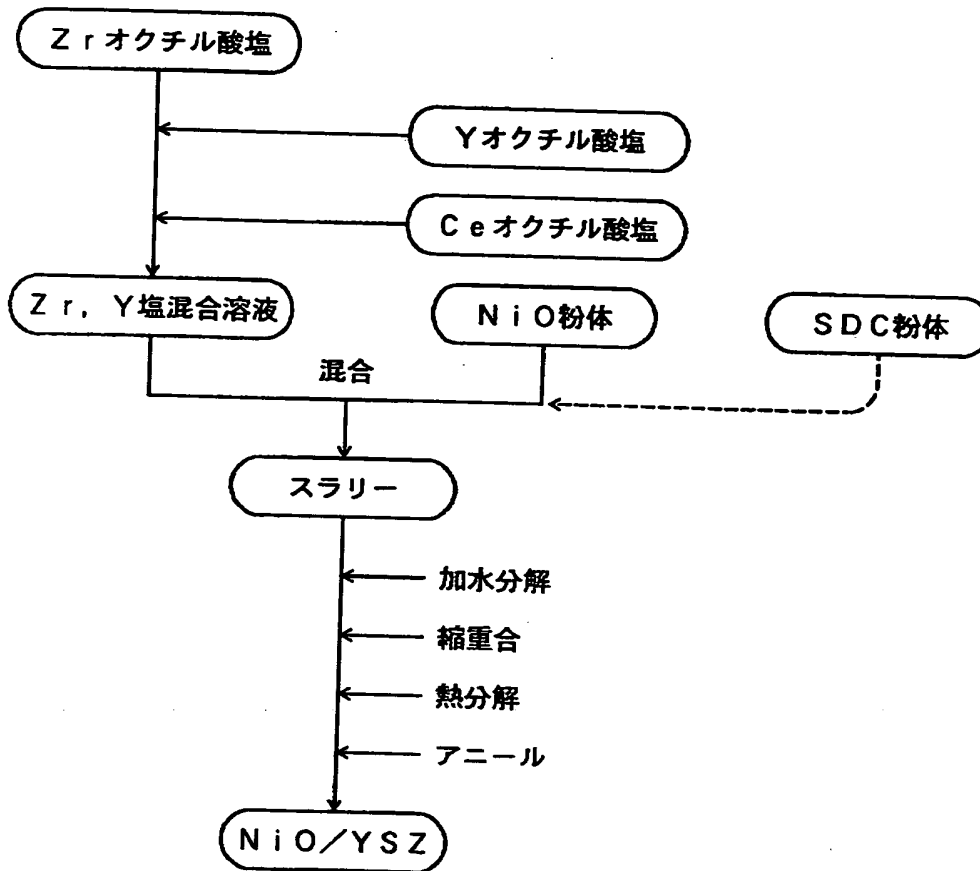 Ｚｒオクチル酸塩
Ｙオクチル酸塩
Ｃｅオクチル酸塩
Ｚｒ，Ｙ塩混合溶液
ＮｉＯ粉体
ＳＤＣ粉体
混合
スラリー
加水分解
縮重合
熱分解
アニール
ＮｉＯ／ＹＳＺ